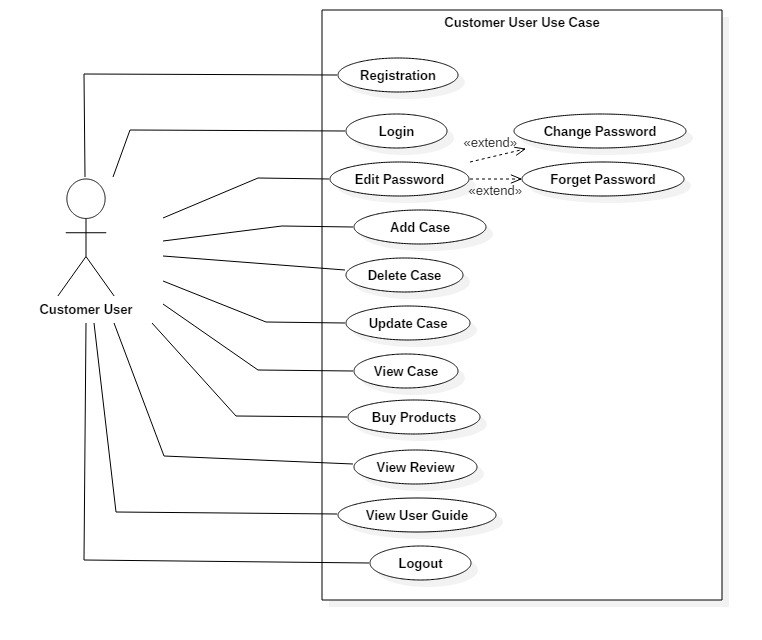 Customer User Use Case
Registration
Login
«extend»
Change Password
Edit Password
«extend»
Forget Password
Add Case
Delete Case
Customer User
Update Case
View Case
Buy Products
View Review
View User Guide
Logout